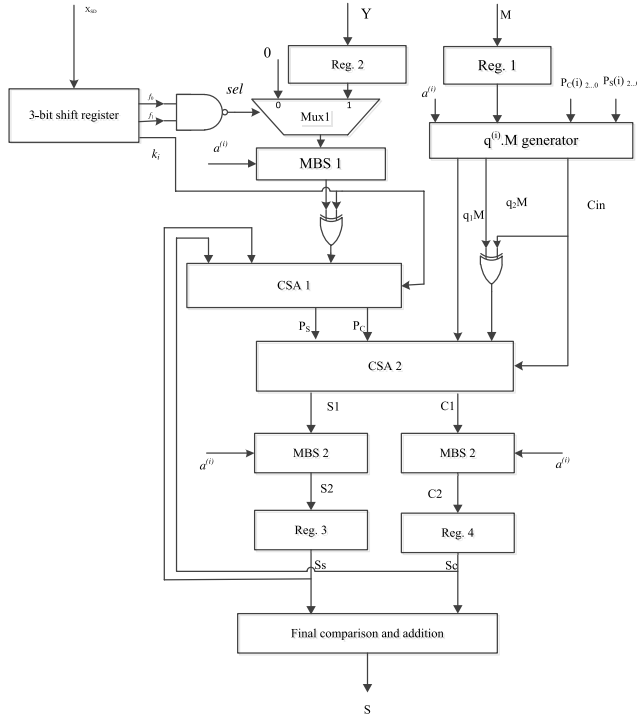 x_SD
Y
M
0
Reg. 2
Reg. 1
sel
P_C(i) 2...0
P_S(i) 2...0
a^(i)
3-bit shift register
f_0
f_1
0
1
Mux1
q^(i).M generator
k_i
a^(i)
MBS 1
q_1M
q_2M
Cin
CSA 1
P_S
P_C
CSA 2
S1
C1
MBS 2
MBS 2
a^(i)
a^(i)
S2
C2
Reg. 3
Reg. 4
Ss
Sc
Final comparison and addition
S